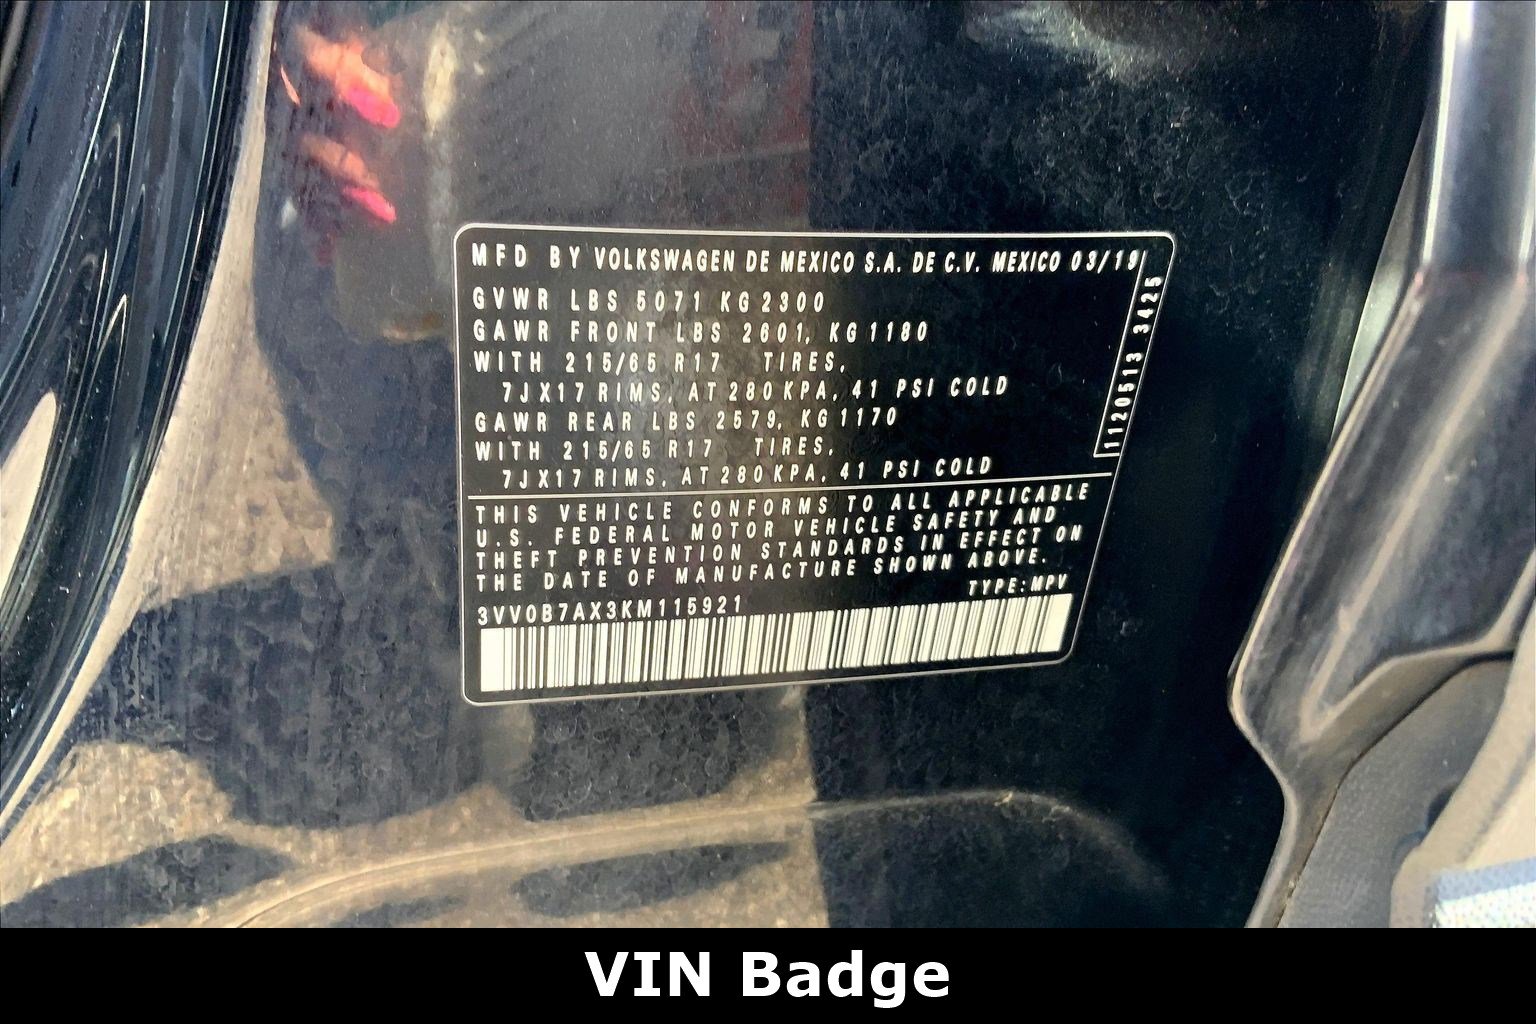 MFD BY VOLKSWAGEN DE MEXICO S.A. DE C.V. MEXICO 03/19
GVWR LBS 5071 KG 2300
GAWR FRONT LBS 2601, KG 1180
WITH 215/65 R17 TIRES,
7JX17 RIMS, AT 280 KPA, 41 PSI COLD
GAWR REAR LBS 2579, KG 1170
WITH 215/65 R17 TIRES,
7JX17 RIMS, AT 280 KPA, 41 PSI COLD
1120513 3425
THIS VEHICLE CONFORMS TO ALL APPLICABLE
U.S. FEDERAL MOTOR VEHICLE SAFETY AND
THEFT PREVENTION STANDARDS IN EFFECT ON
THE DATE OF MANUFACTURE SHOWN ABOVE.
TYPE:MPV
3VV0B7AX3KM115921
VIN Badge